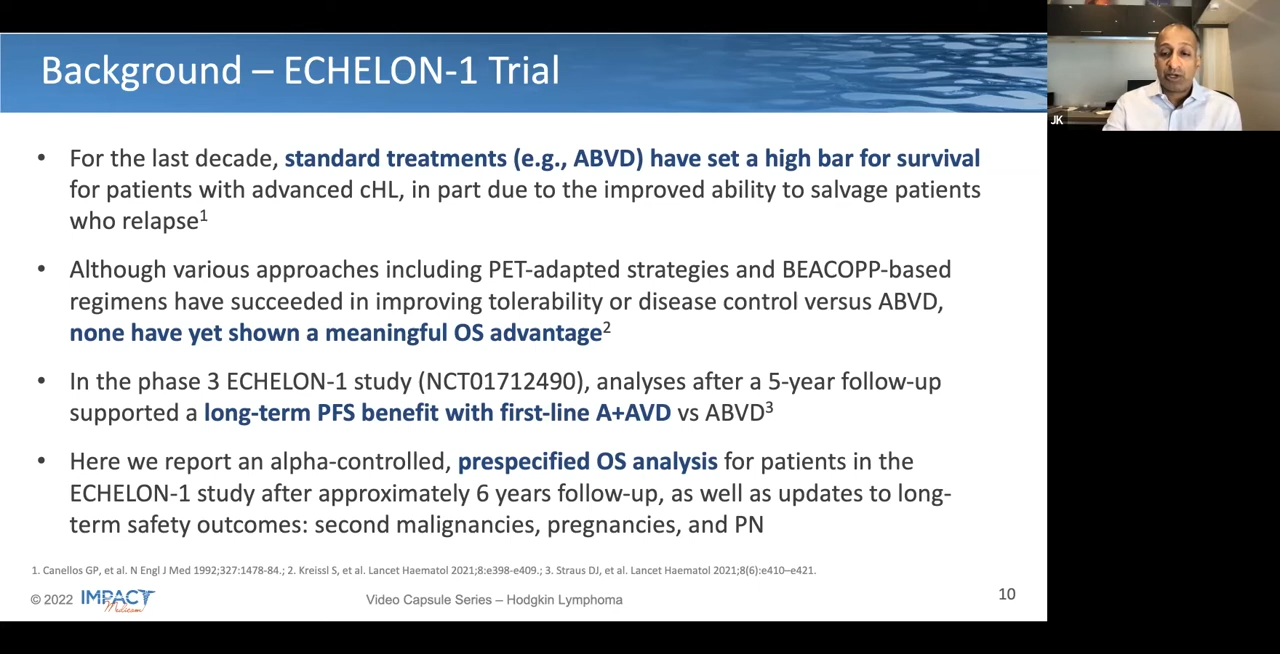 Background – ECHELON-1 Trial
JK
• For the last decade, standard treatments (e.g., ABVD) have set a high bar for survival
for patients with advanced cHL, in part due to the improved ability to salvage patients
who relapse1
• Although various approaches including PET-adapted strategies and BEACOPP-based
regimens have succeeded in improving tolerability or disease control versus ABVD,
none have yet shown a meaningful OS advantage2
• In the phase 3 ECHELON-1 study (NCT01712490), analyses after a 5-year follow-up
supported a long-term PFS benefit with first-line A+AVD vs ABVD3
• Here we report an alpha-controlled, prespecified OS analysis for patients in the
ECHELON-1 study after approximately 6 years follow-up, as well as updates to long-
term safety outcomes: second malignancies, pregnancies, and PN
1. Canellos GP, et al. N Engl J Med 1992;327:1478-84.; 2. Kreissl S, et al. Lancet Haematol 2021;8:e398-e409.; 3. Straus DJ, et al. Lancet Haematol 2021;8(6):e410–e421.
© 2022 IMPACT Medicom
Video Capsule Series – Hodgkin Lymphoma
10